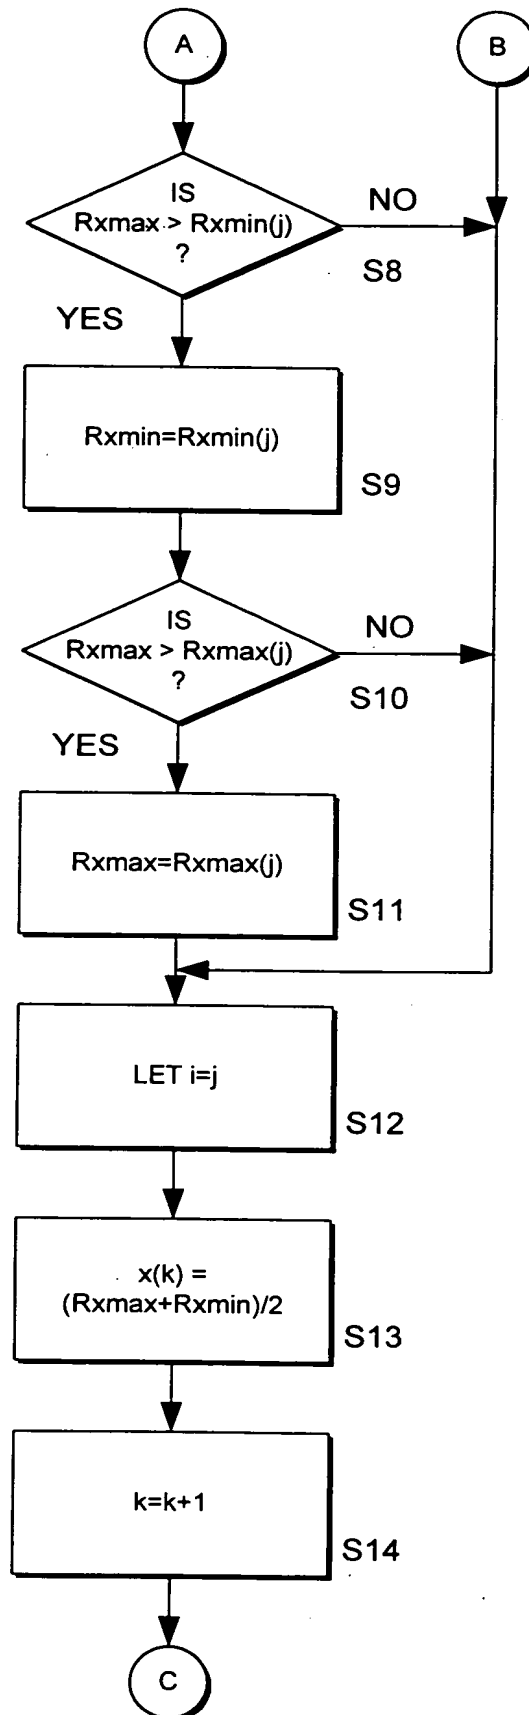 A
B
IS
Rxmax > Rxmin(j)
?
NO
S8
YES
Rxmin=Rxmin(j)
S9
IS
Rxmax > Rxmax(j)
?
NO
S10
YES
Rxmax=Rxmax(j)
S11
LET i=j
S12
x(k) =
(Rxmax+Rxmin)/2
S13
k=k+1
S14
C